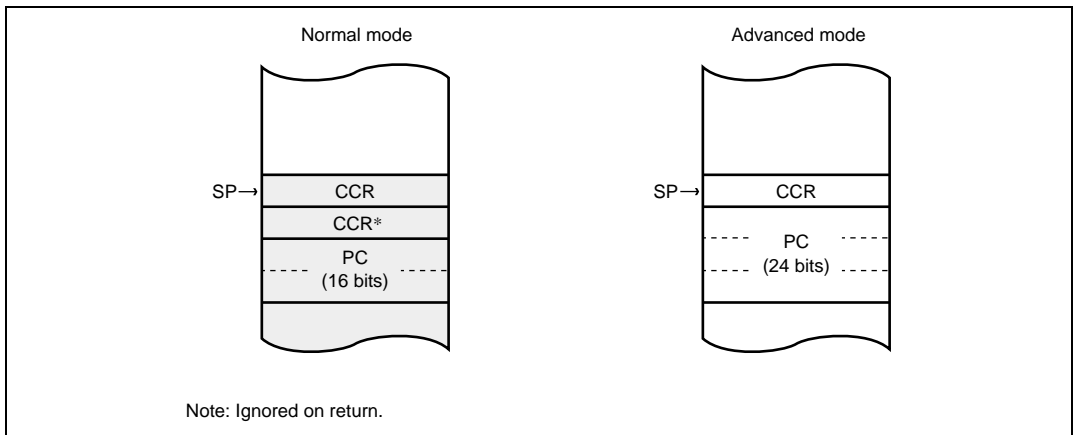 Normal mode
Advanced mode
SP→
CCR
CCR*
PC
(16 bits)
SP→
CCR
PC
(24 bits)
Note: Ignored on return.